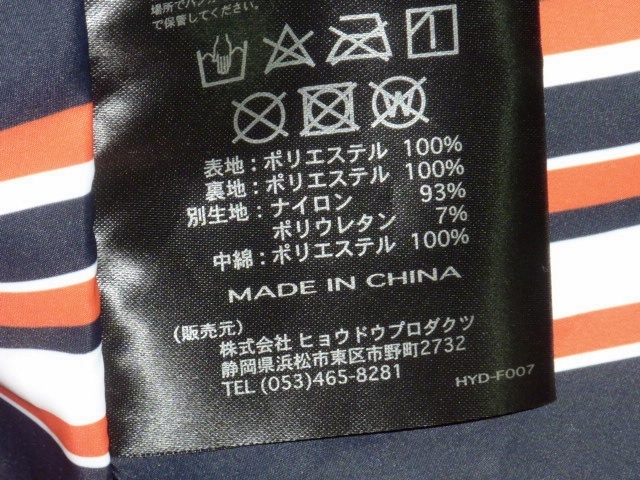 場所でハンガ
で保管してください。
W
表地：ポリエステル 100%
裏地：ポリエステル 100%
別生地：ナイロン 93%
ポリウレタン 7%
中綿：ポリエステル 100%
MADE IN CHINA
(販売元)
株式会社 ヒョウドウプロダクツ
静岡県浜松市東区市野町2732
TEL (053)465-8281
HYD-F007